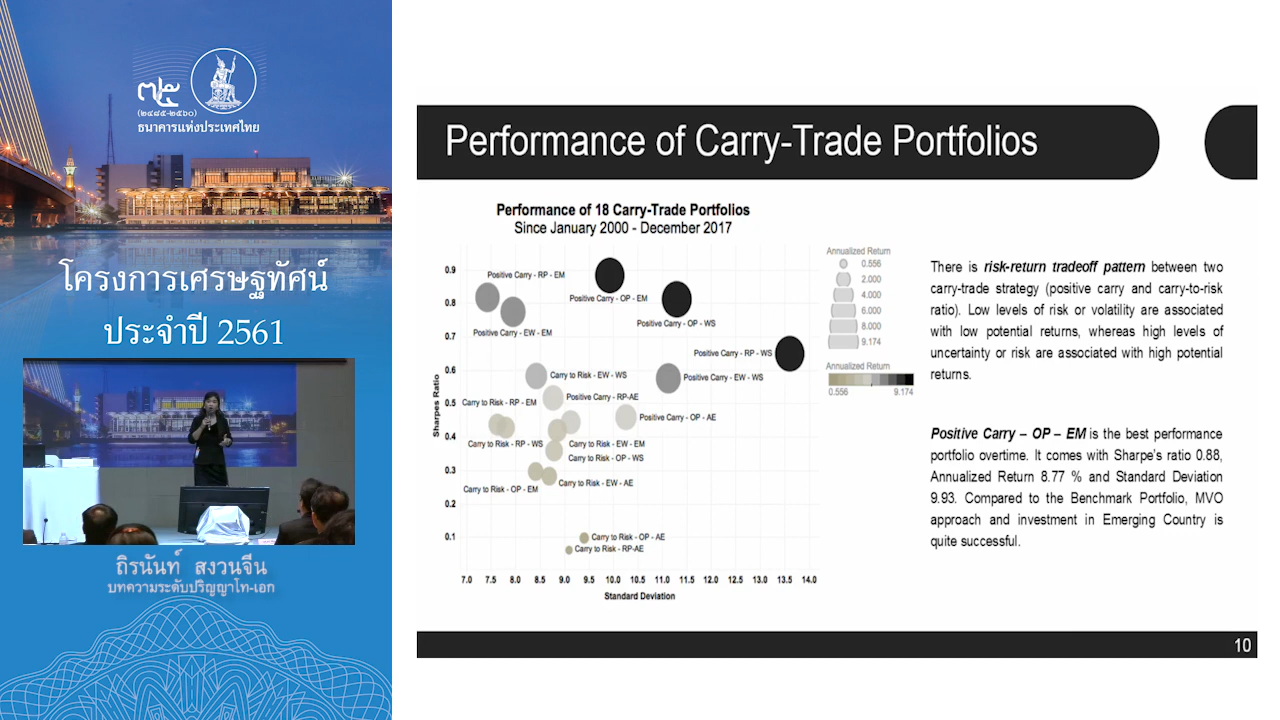 ๗๕
(๒๔๘๕-๒๕๖๐)
ธนาคารแห่งประเทศไทย
โครงการเศรษฐทัศน์
ประจำปี 2561
ถิรนันท์ สงวนจีน
บทความระดับปริญญาโท-เอก
Performance of Carry-Trade Portfolios
Performance of 18 Carry-Trade Portfolios
Since January 2000 - December 2017
Sharpes Ratio
0.9
0.8
0.7
0.6
0.5
0.4
0.3
0.2
0.1
Positive Carry - RP - EM
Positive Carry - OP - EM
Positive Carry - OP - WS
Positive Carry - EW - EM
Positive Carry - RP - WS
Carry to Risk - EW - WS
Positive Carry - EW - WS
Positive Carry - RP-AE
Carry to Risk - RP - EM
Positive Carry - OP - AE
Carry to Risk - RP - WS
Carry to Risk - EW - EM
Carry to Risk - OP - WS
Carry to Risk - EW - AE
Carry to Risk - OP - EM
Carry to Risk - OP - AE
Carry to Risk - RP-AE
7.0 7.5 8.0 8.5 9.0 9.5 10.0 10.5 11.0 11.5 12.0 12.5 13.0 13.5 14.0
Standard Deviation
Annualized Return
0.556
2.000
4.000
6.000
8.000
9.174
Annualized Return
0.556 9.174
There is risk-return tradeoff pattern between two
carry-trade strategy (positive carry and carry-to-risk
ratio). Low levels of risk or volatility are associated
with low potential returns, whereas high levels of
uncertainty or risk are associated with high potential
returns.
Positive Carry – OP – EM is the best performance
portfolio overtime. It comes with Sharpe's ratio 0.88,
Annualized Return 8.77 % and Standard Deviation
9.93. Compared to the Benchmark Portfolio, MVO
approach and investment in Emerging Country is
quite successful.
10